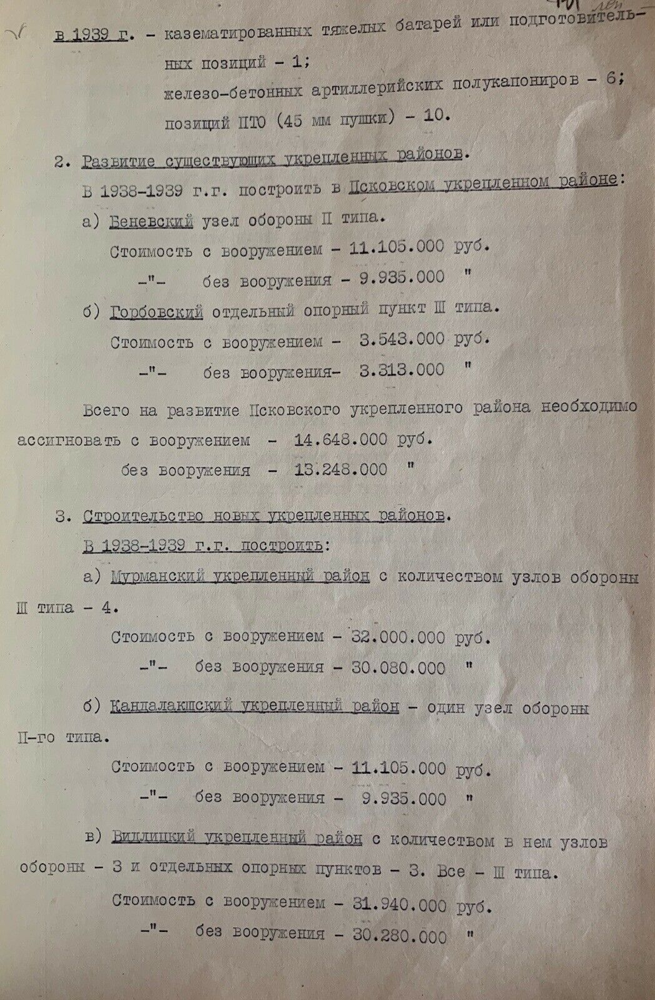 в 1939 г. - казематированных тяжелых батарей или подготовитель-
ных позиций - 1;
железо-бетонных артиллерийских полукапониров - 6;
позиций ПТО (45 мм пушки) - 10.
2. Развитие существующих укрепленных районов.
В 1938-1939 г.г. построить в Псковском укрепленном районе:
а) Беневский узел обороны II типа.
Стоимость с вооружением - 11.105.000 руб.
-"- без вооружения - 9.935.000 "
б) Горбовский отдельный опорный пункт III типа.
Стоимость с вооружением - 3.543.000 руб.
-"- без вооружения- 3.313.000 "
Всего на развитие Псковского укрепленного района необходимо
ассигновать с вооружением - 14.648.000 руб.
без вооружения - 13.248.000 "
3. Строительство новых укрепленных районов.
В 1938-1939 г.г. построить:
а) Мурманский укрепленный район с количеством узлов обороны
III типа - 4.
Стоимость с вооружением - 32.000.000 руб.
-"- без вооружения - 30.080.000 "
б) Кандалакшский укрепленный район - один узел обороны
II-го типа.
Стоимость с вооружением - 11.105.000 руб.
-"- без вооружения - 9.935.000 "
в) Видлицкий укрепленный район с количеством в нем узлов
обороны - 3 и отдельных опорных пунктов - 3. Все - III типа.
Стоимость с вооружением - 31.940.000 руб.
-"- без вооружения - 30.280.000 "